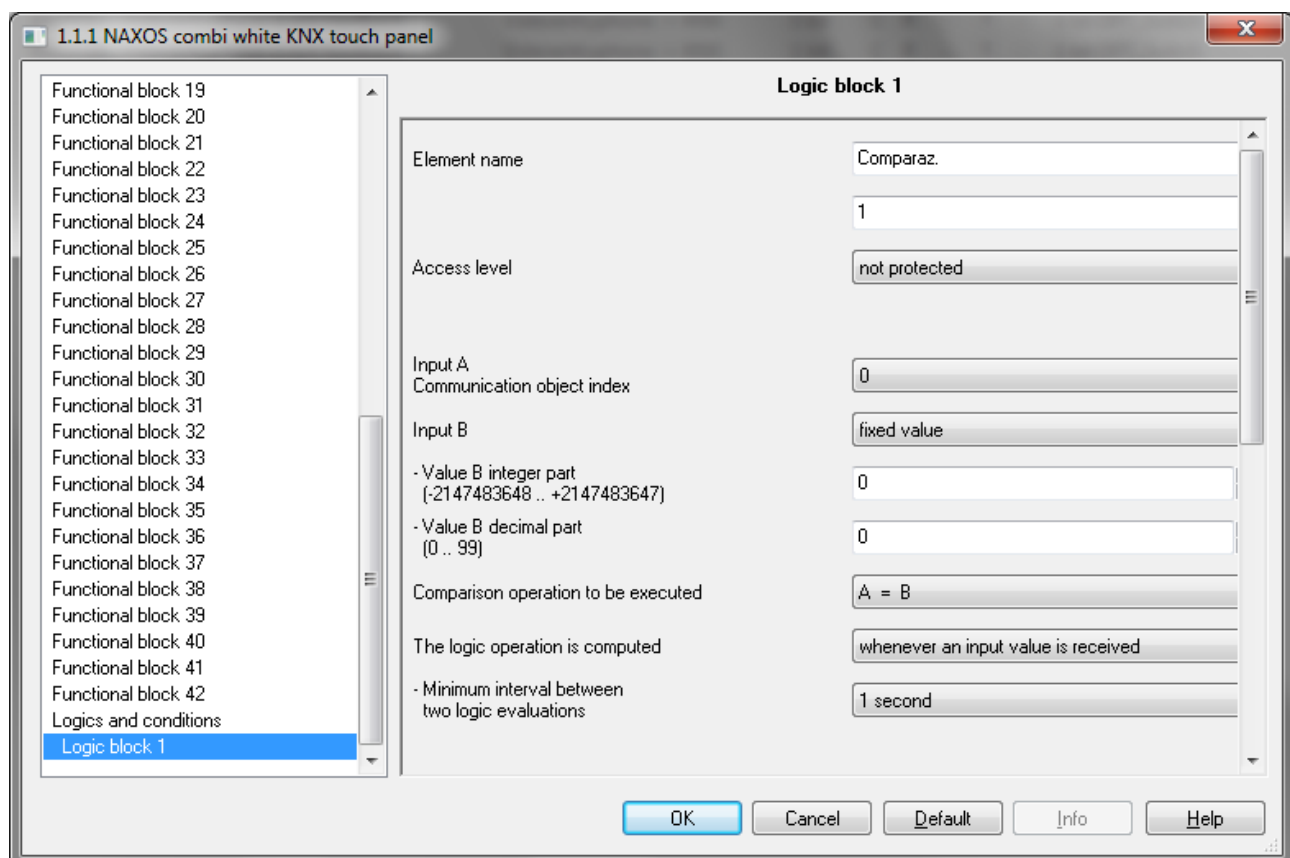 1.1.1 NAXOS combi white KNX touch panel
Functional block 19
Functional block 20
Functional block 21
Functional block 22
Functional block 23
Functional block 24
Functional block 25
Functional block 26
Functional block 27
Functional block 28
Functional block 29
Functional block 30
Functional block 31
Functional block 32
Functional block 33
Functional block 34
Functional block 35
Functional block 36
Functional block 37
Functional block 38
Functional block 39
Functional block 40
Functional block 41
Functional block 42
Logics and conditions
Logic block 1
Logic block 1
Element name
Comparaz.
1
Access level
not protected
Input A
Communication object index
0
Input B
fixed value
- Value B integer part
(-2147483648 .. +2147483647)
0
- Value B decimal part
(0 .. 99)
0
Comparison operation to be executed
A = B
The logic operation is computed
whenever an input value is received
- Minimum interval between
two logic evaluations
1 second
OK
Cancel
Default
Info
Help